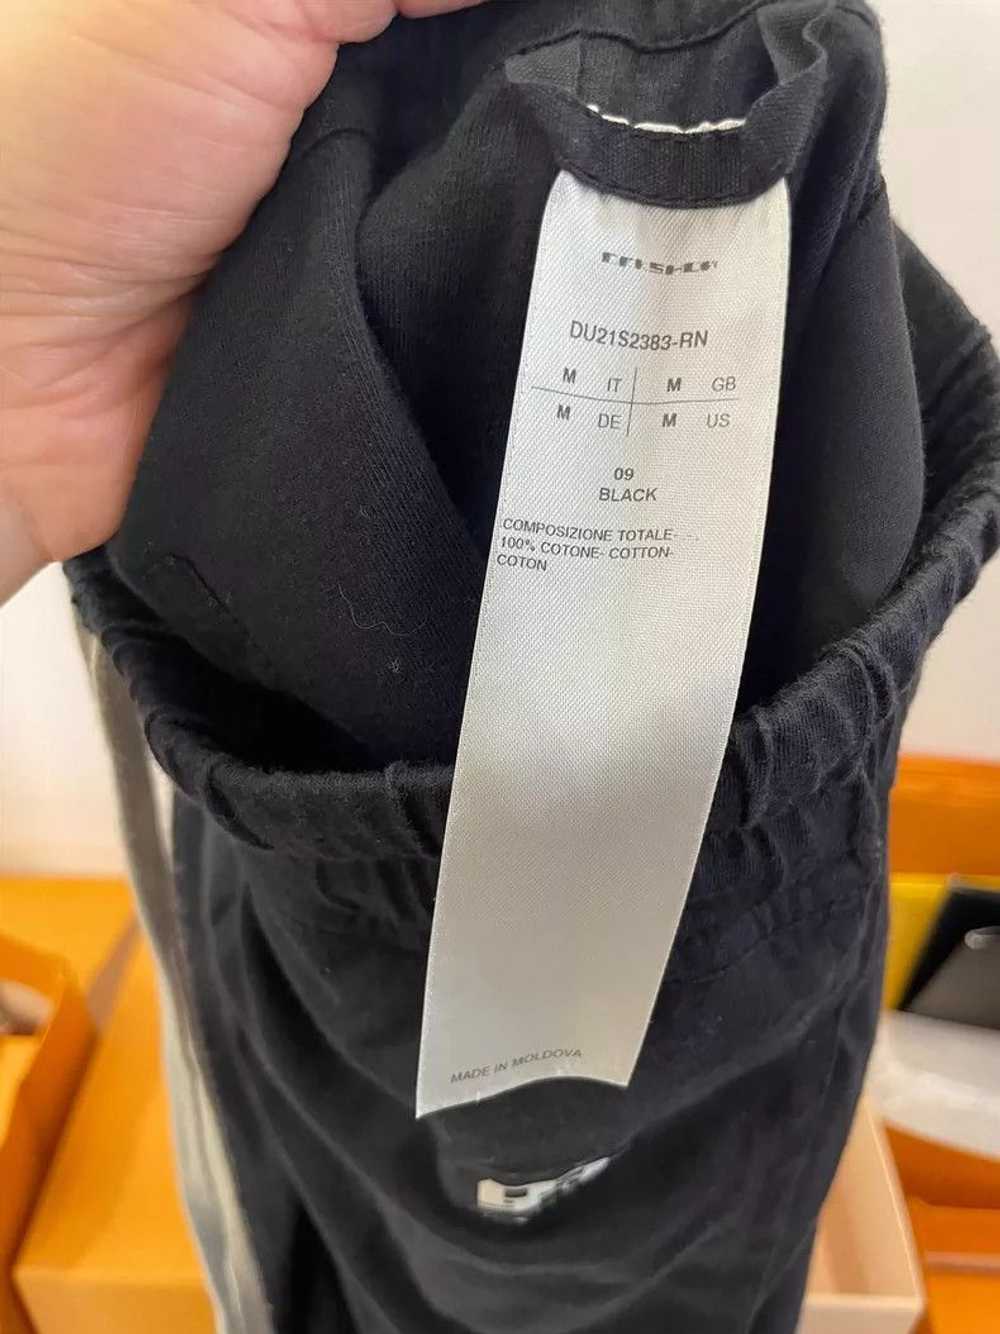 DU21S2383-RN
M IT M GB
M DE M US
09
BLACK
COMPOSIZIONE TOTALE- - .
100% COTONE- COTTON-
COTON
MADE IN MOLDOVA